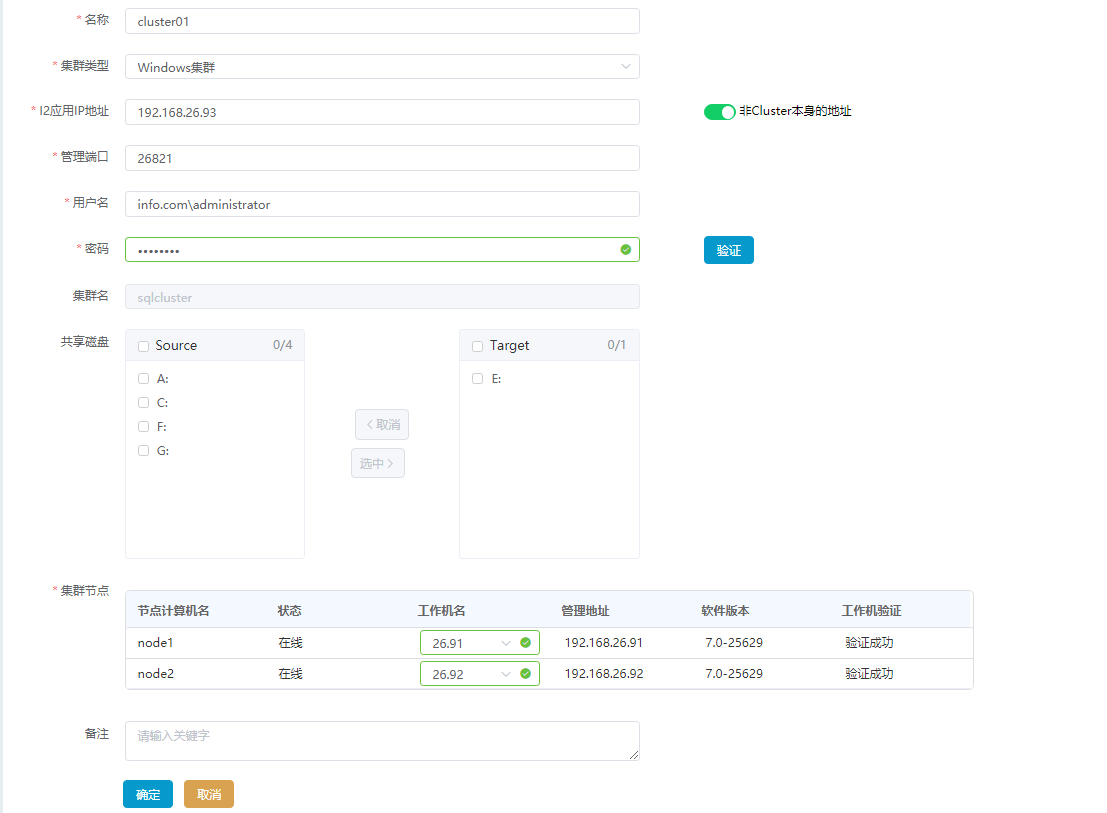 * 名称 cluster01
* 集群类型 Windows集群
* I2应用IP地址 192.168.26.93 非Cluster本身的地址
* 管理端口 26821
* 用户名 info.com\administrator
* 密码 •••••••• 验证
集群名 sqlcluster
共享磁盘 Source 0/4 Target 0/1
A: E:
C:
F:
G:
取消
选中
* 集群节点
节点计算机名 状态 工作机名 管理地址 软件版本 工作机验证
node1 在线 26.91 192.168.26.91 7.0-25629 验证成功
node2 在线 26.92 192.168.26.92 7.0-25629 验证成功
备注 请输入关键字
确定 取消